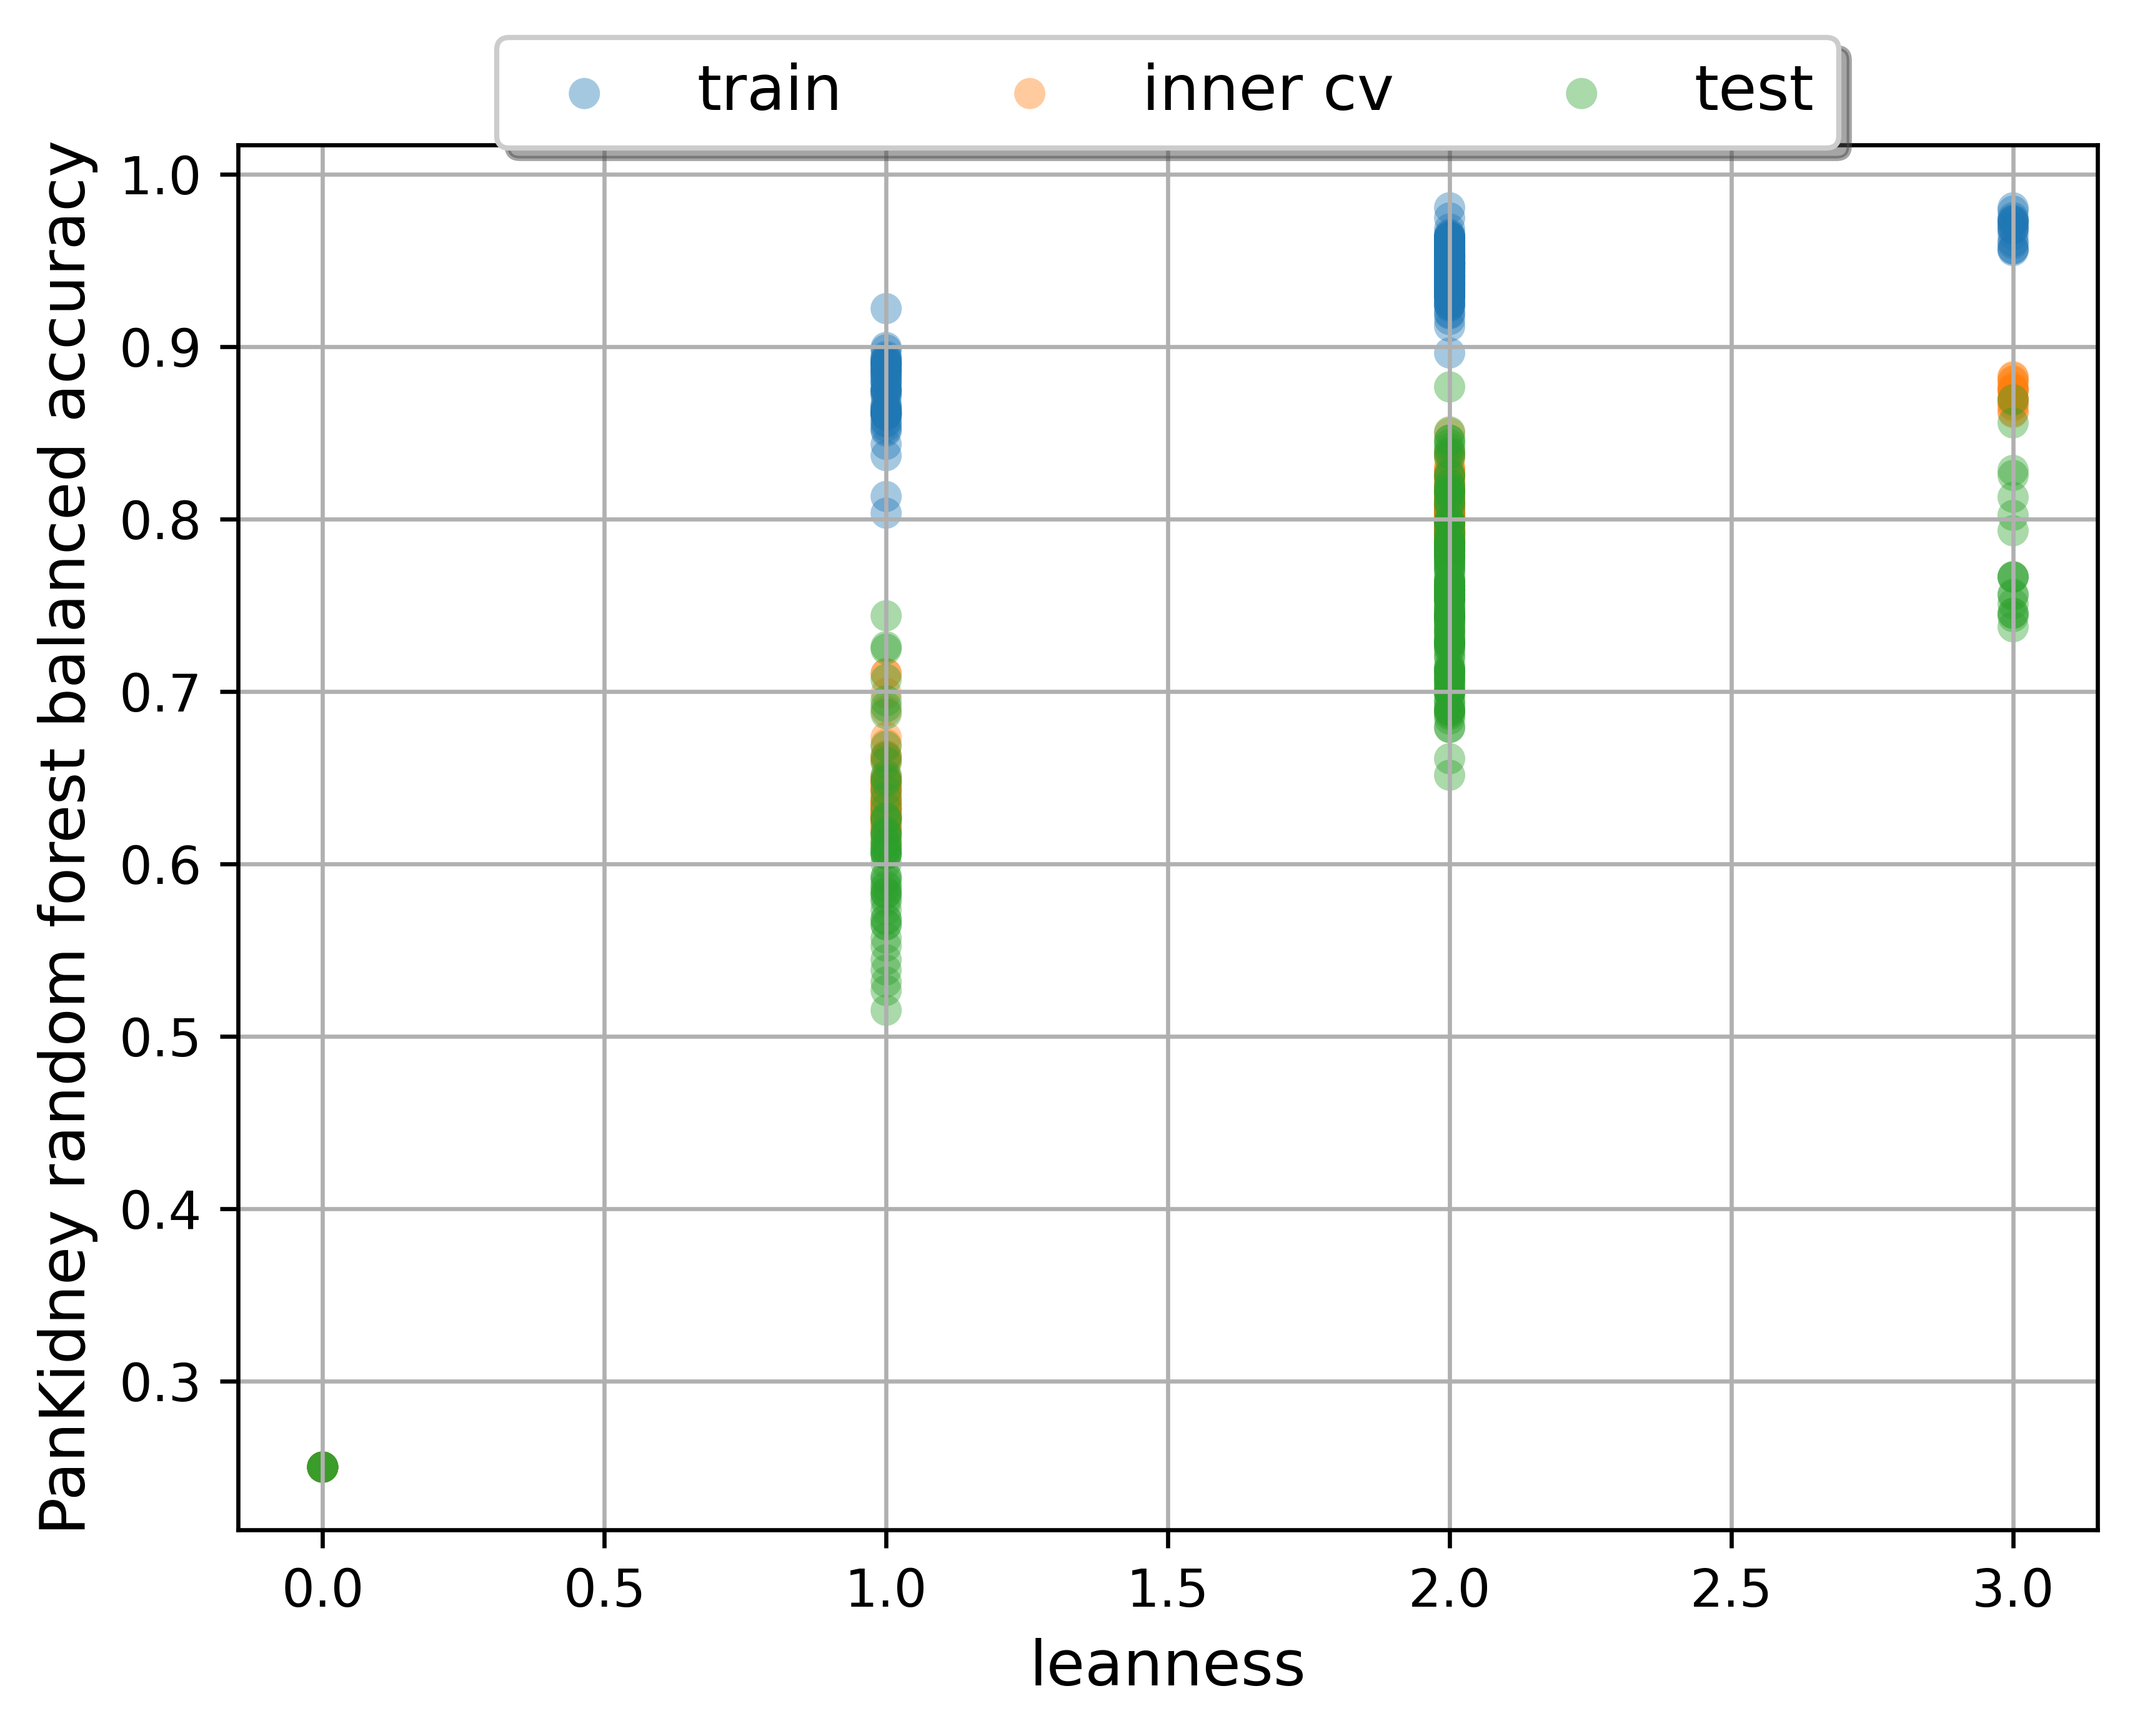 train inner cv test
PanKidney random forest balanced accuracy
1.0
0.9
0.8
0.7
0.6
0.5
0.4
0.3
0.0 0.5 1.0 1.5 2.0 2.5 3.0
leanness